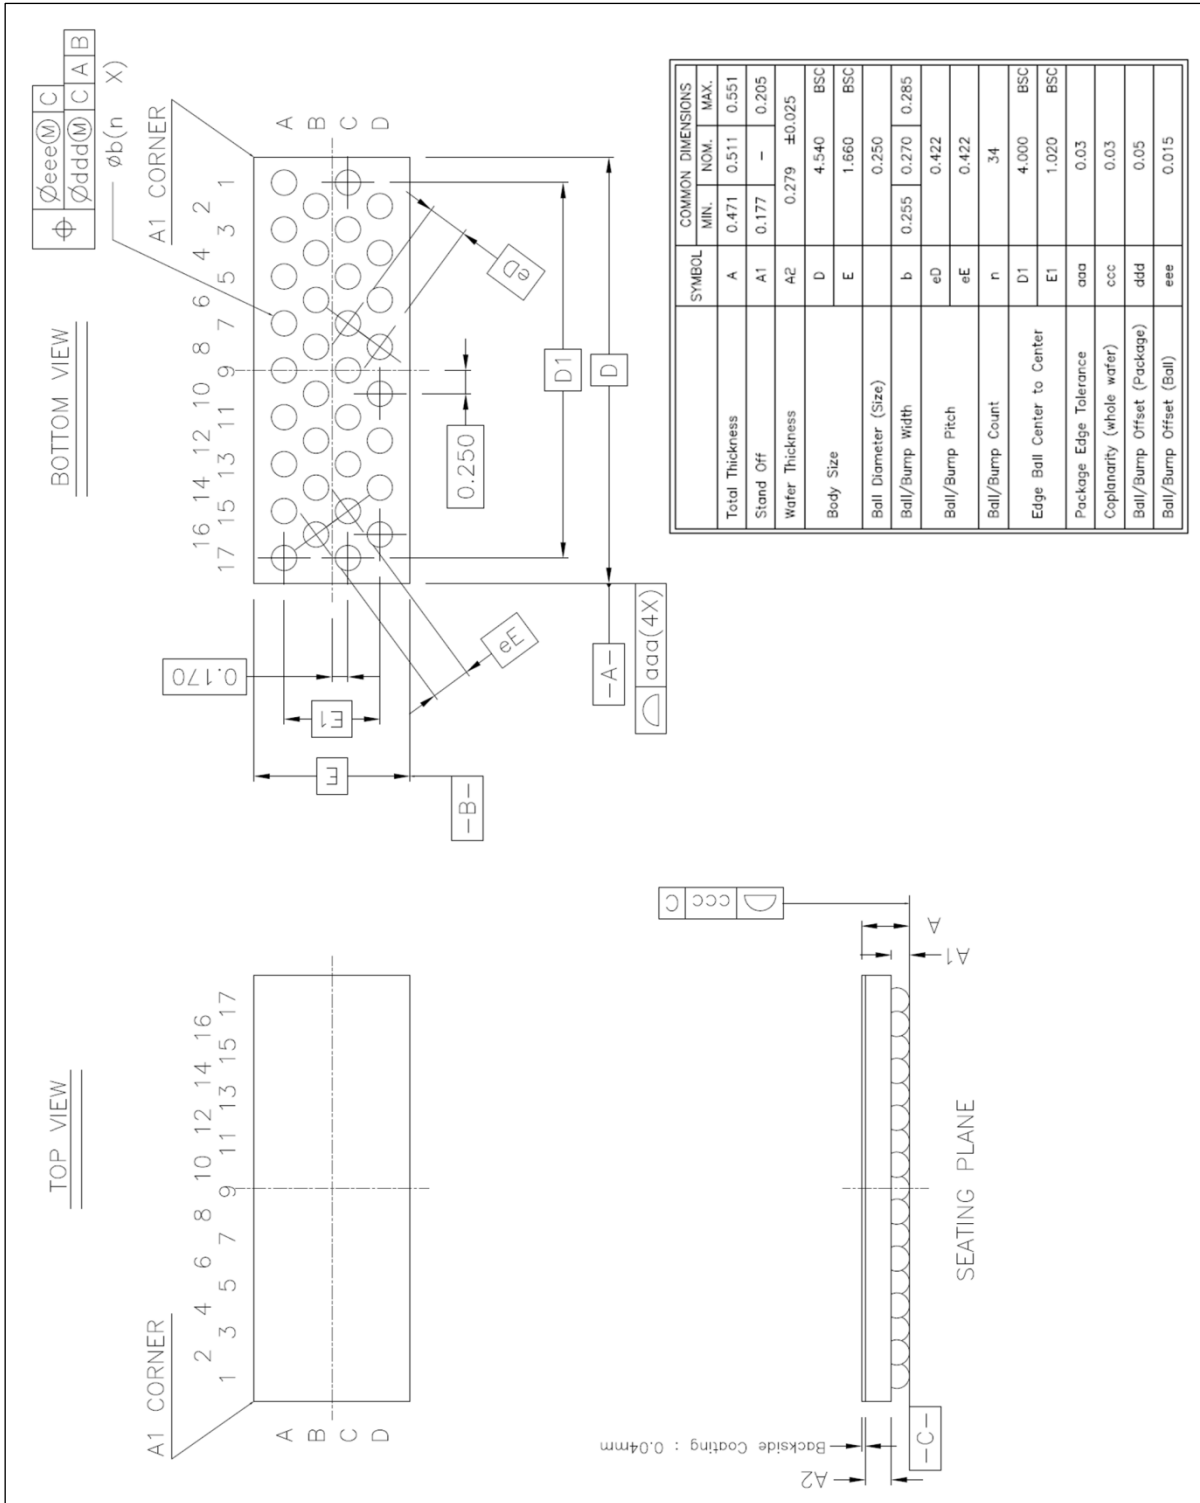 TOP VIEW
A1 CORNER
1 2 3 4 5 6 7 8 9 10 11 12 13 14 15 16 17
A
B
C
D
BOTTOM VIEW
Øeee Ⓜ C
Øddd Ⓜ C A B
Øb(n X)
A1 CORNER
17 16 15 14 13 12 11 10 9 8 7 6 5 4 3 2 1
A
B
C
D
0.170
E1
E
-B-
eE
eD
0.250
D1
D
-A-
aaa(4X)
Backside Coating : 0.04mm
A2
-C-
SEATING PLANE
A1
A
ccc C
SYMBOL COMMON DIMENSIONS
MIN. NOM. MAX.
Total Thickness A 0.471 0.511 0.551
Stand Off A1 0.177 – 0.205
Wafer Thickness A2 0.279 ±0.025
Body Size D 4.540 BSC
E 1.660 BSC
Ball Diameter (Size) 0.250
Ball/Bump Width b 0.255 0.270 0.285
Ball/Bump Pitch eD 0.422
eE 0.422
Ball/Bump Count n 34
Edge Ball Center to Center D1 4.000 BSC
E1 1.020 BSC
Package Edge Tolerance aaa 0.03
Coplanarity (whole wafer) ccc 0.03
Ball/Bump Offset (Package) ddd 0.05
Ball/Bump Offset (Ball) eee 0.015